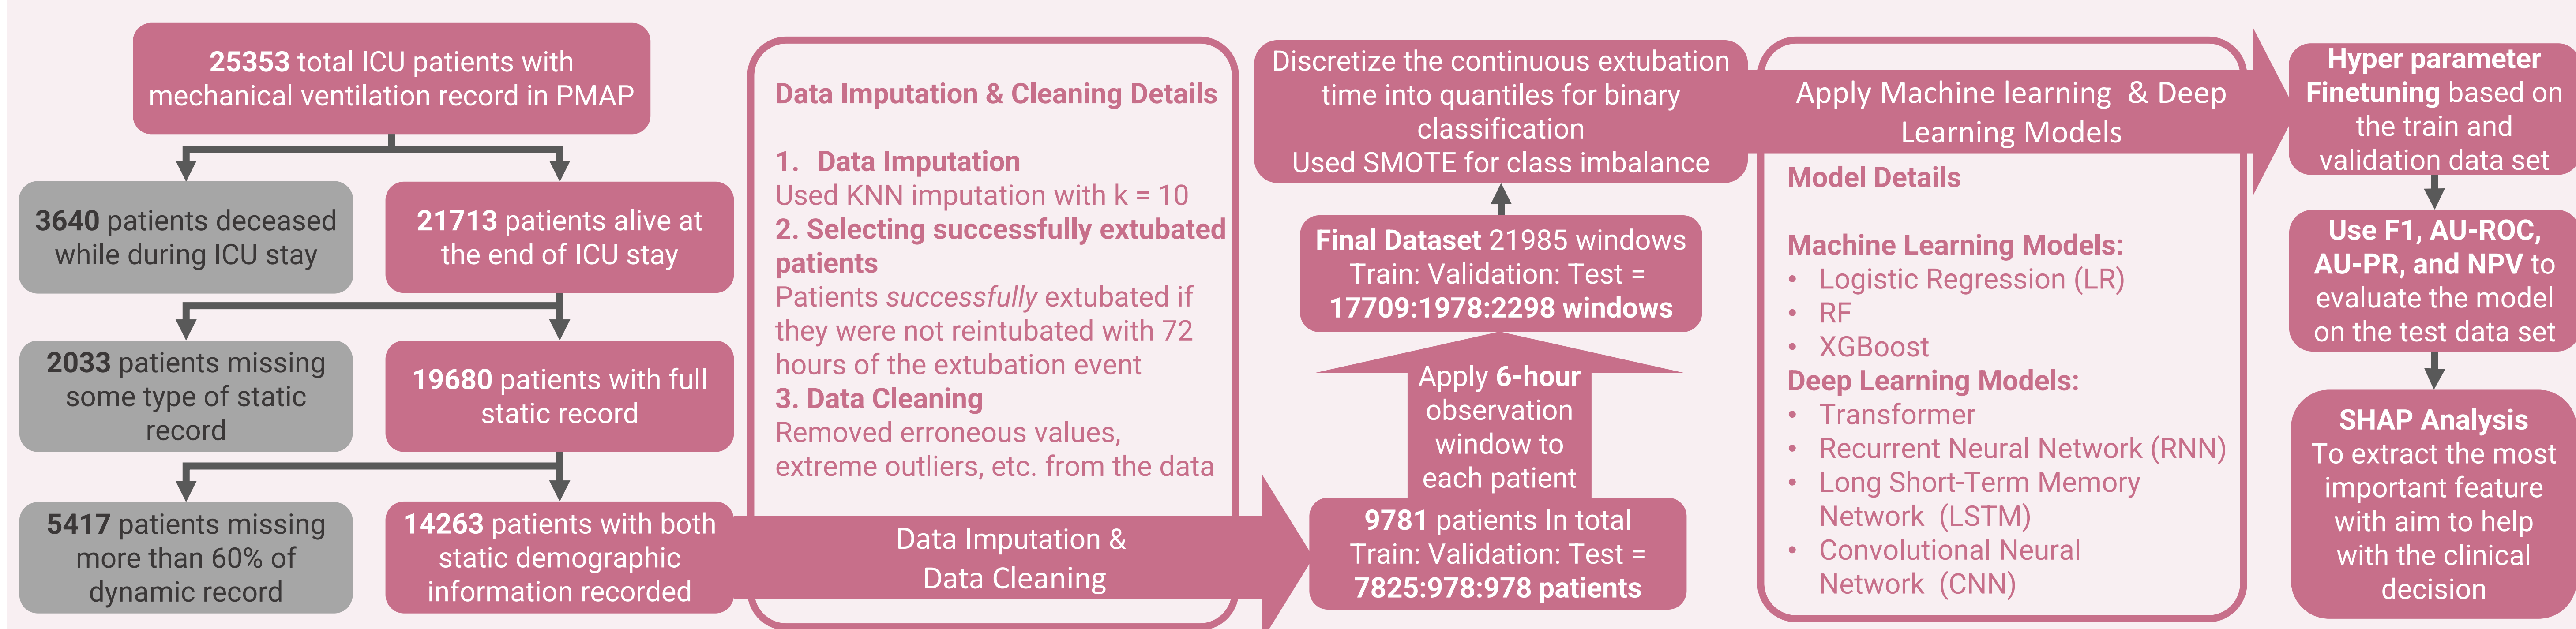 25353 total ICU patients with
mechanical ventilation record in PMAP
3640 patients deceased
while during ICU stay
21713 patients alive at
the end of ICU stay
2033 patients missing
some type of static
record
19680 patients with full
static record
5417 patients missing
more than 60% of
dynamic record
14263 patients with both
static demographic
information recorded
Data Imputation & Cleaning Details
1. Data Imputation
Used KNN imputation with k = 10
2. Selecting successfully extubated
patients
Patients successfully extubated if
they were not reintubated with 72
hours of the extubation event
3. Data Cleaning
Removed erroneous values,
extreme outliers, etc. from the data
Data Imputation &
Data Cleaning
9781 patients In total
Train: Validation: Test =
7825:978:978 patients
Apply 6-hour
observation
window to
each patient
Final Dataset 21985 windows
Train: Validation: Test =
17709:1978:2298 windows
Discretize the continuous extubation
time into quantiles for binary
classification
Used SMOTE for class imbalance
Apply Machine learning & Deep
Learning Models
Model Details
Machine Learning Models:
• Logistic Regression (LR)
• RF
• XGBoost
Deep Learning Models:
• Transformer
• Recurrent Neural Network (RNN)
• Long Short-Term Memory
Network (LSTM)
• Convolutional Neural
Network (CNN)
Hyper parameter
Finetuning based on
the train and
validation data set
Use F1, AU-ROC,
AU-PR, and NPV to
evaluate the model
on the test data set
SHAP Analysis
To extract the most
important feature
with aim to help
with the clinical
decision